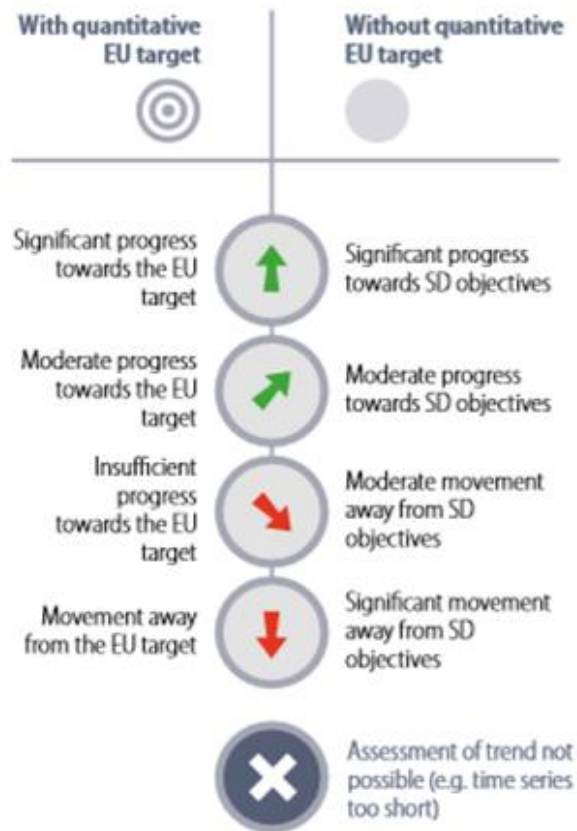 With quantitative
EU target
Without quantitative
EU target
Significant progress
towards the EU
target
Significant progress
towards SD objectives
Moderate progress
towards the EU
target
Moderate progress
towards SD objectives
Insufficient
progress
towards the EU
target
Moderate movement
away from SD
objectives
Movement away
from the EU target
Significant movement
away from SD
objectives
Assessment of trend not
possible (e.g. time series
too short)